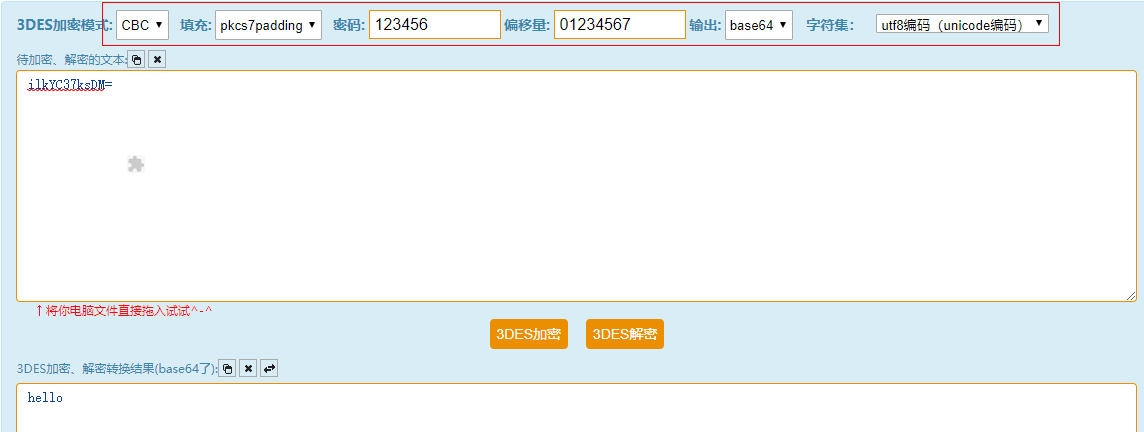 3DES加密模式: CBC 填充: pkcs7padding 密码: 123456 偏移量: 01234567 输出: base64 字符集: utf8编码（unicode编码）
待加密、解密的文本:
ilkYC37ksDM=
↑将你电脑文件直接拖入试试^-^
3DES加密 3DES解密
3DES加密、解密转换结果(base64了):
hello